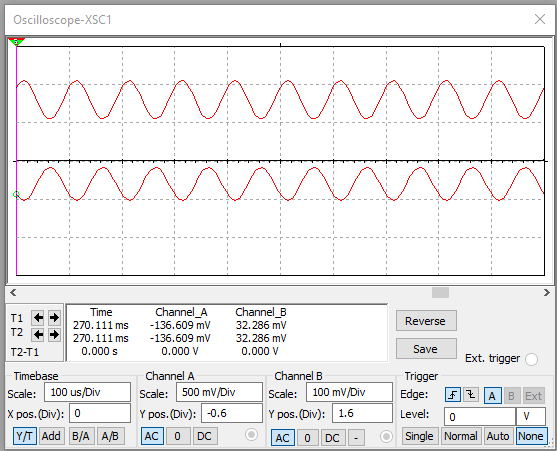 Oscilloscope-XSC1
T1
T2
T2-T1
Time Channel_A Channel_B
270.111 ms -136.609 mV 32.286 mV
270.111 ms -136.609 mV 32.286 mV
0.000 s 0.000 V 0.000 V
Reverse
Save
Ext. trigger
Timebase
Scale: 100 us/Div
X pos.(Div): 0
Y/T Add B/A A/B
Channel A
Scale: 500 mV/Div
Y pos.(Div): -0.6
AC 0 DC
Channel B
Scale: 100 mV/Div
Y pos.(Div): 1.6
AC 0 DC -
Trigger
Edge: A B Ext
Level: 0 V
Single Normal Auto None